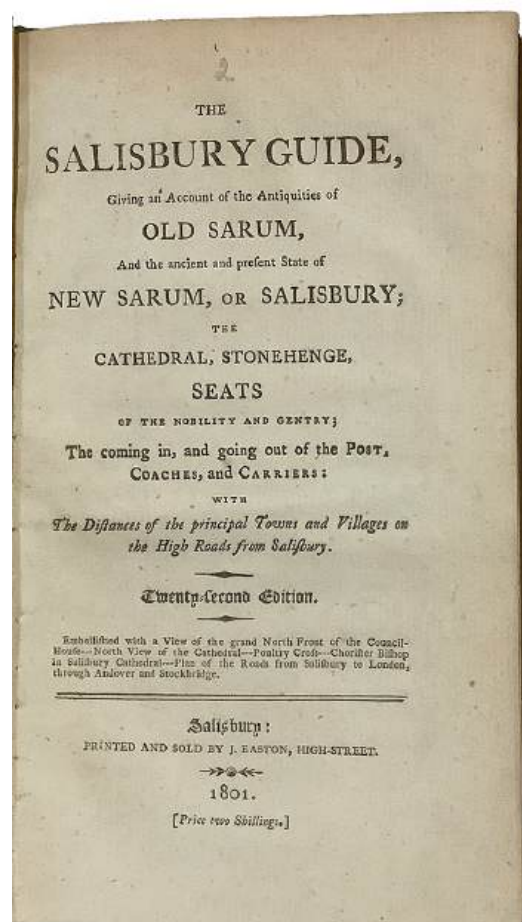 2
THE
SALISBURY GUIDE,
Giving an Account of the Antiquities of
OLD SARUM,
And the ancient and preſent State of
NEW SARUM, OR SALISBURY;
THE
CATHEDRAL, STONEHENGE,
SEATS
OF THE NOBILITY AND GENTRY;
The coming in, and going out of the POST,
COACHES, and CARRIERS:
WITH
The Diſtances of the principal Towns and Villages on
the High Roads from Saliſbury.
Twenty-ſecond Edition.
Embelliſhed with a View of the grand North Front of the Council-
Houſe---North View of the Cathedral---Poultry Croſs---Choriſter Biſhop
in Saliſbury Cathedral---Plan of the Roads from Saliſbury to London,
through Andover and Stockbridge.
Salisbury:
PRINTED AND SOLD BY J. EASTON, HIGH-STREET.
1801.
[Price two Shillings.]